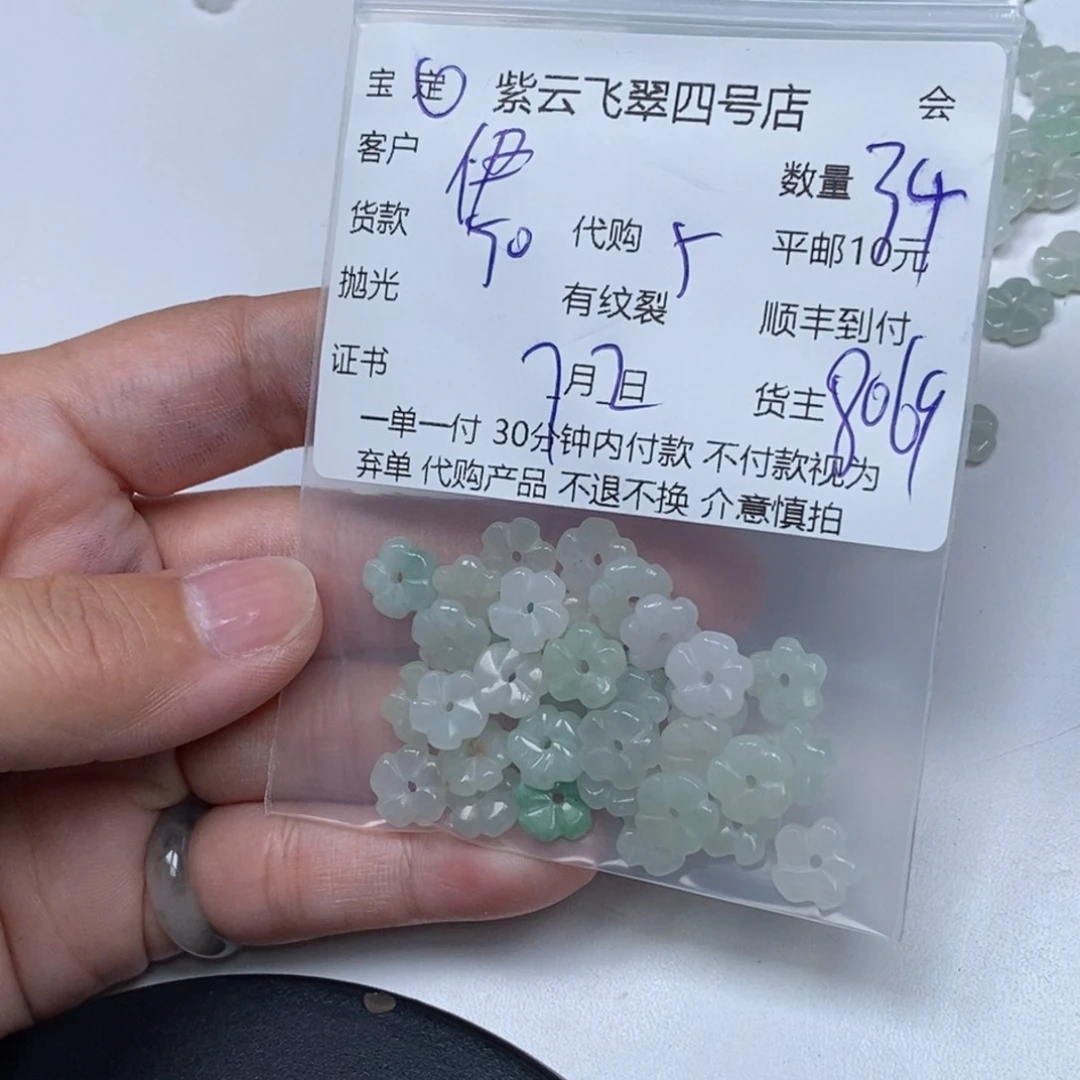 宝 定 紫云飞翠四号店 会
客户 伊 数量 34
货款 50 代购 5 平邮10元
抛光 有纹裂 顺丰到付
证书 7月2日 货主 8069
一单一付 30分钟内付款 不付款视为
弃单 代购产品 不退不换 介意慎拍